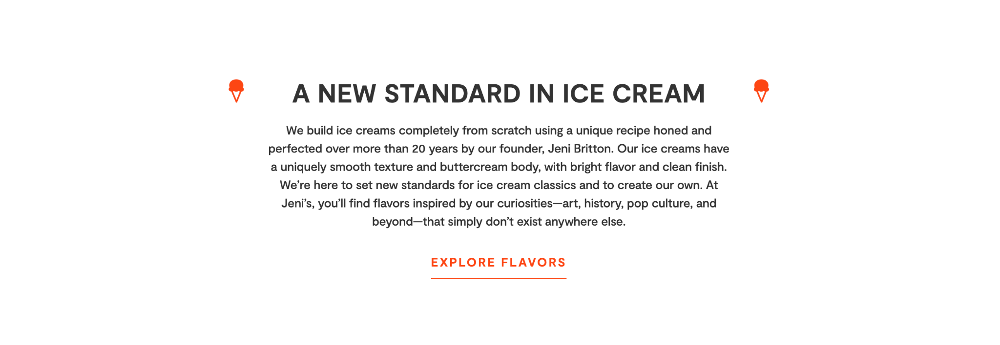 A NEW STANDARD IN ICE CREAM
We build ice creams completely from scratch using a unique recipe honed and
perfected over more than 20 years by our founder, Jeni Britton. Our ice creams have
a uniquely smooth texture and buttercream body, with bright flavor and clean finish.
We’re here to set new standards for ice cream classics and to create our own. At
Jeni’s, you’ll find flavors inspired by our curiosities—art, history, pop culture, and
beyond—that simply don’t exist anywhere else.
EXPLORE FLAVORS